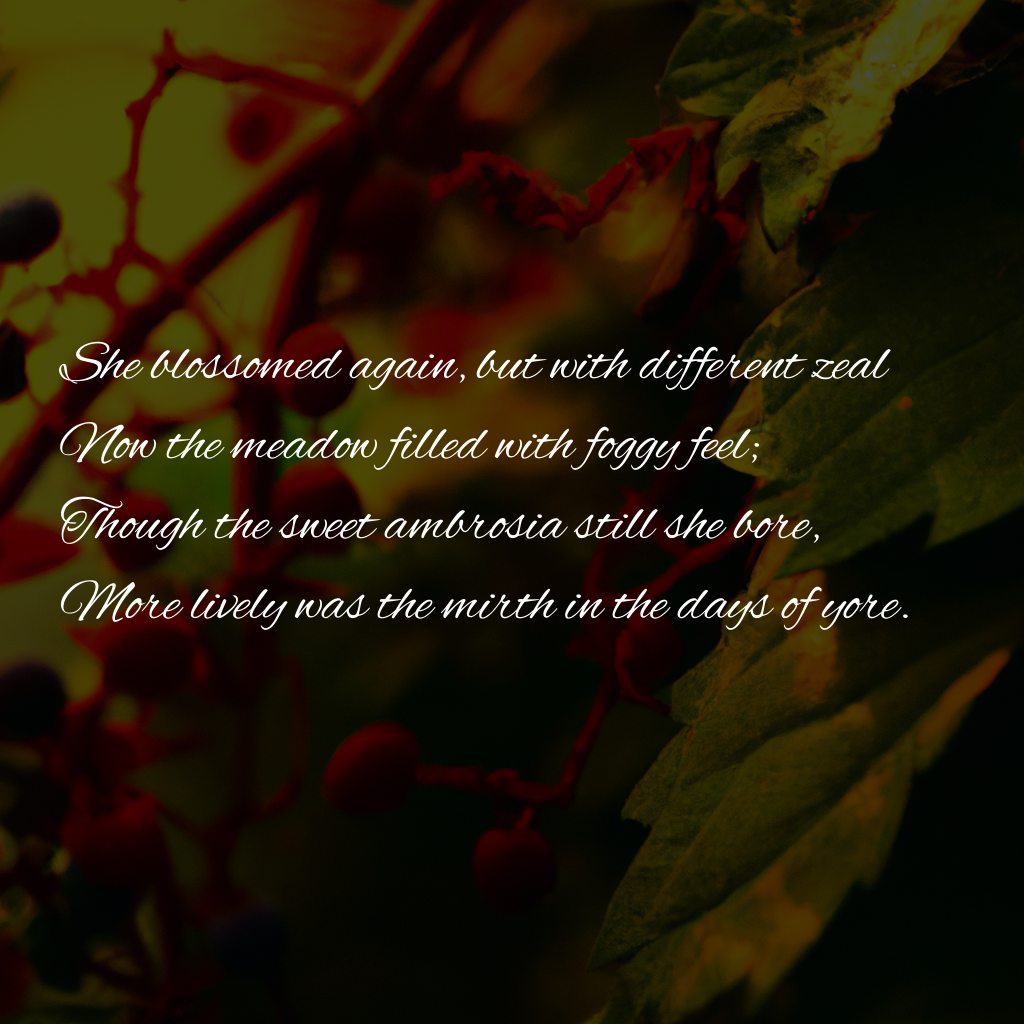 She blossomed again, but with different zeal
Now the meadow filled with foggy feel;
Though the sweet ambrosia still she bore,
More lively was the mirth in the days of yore.